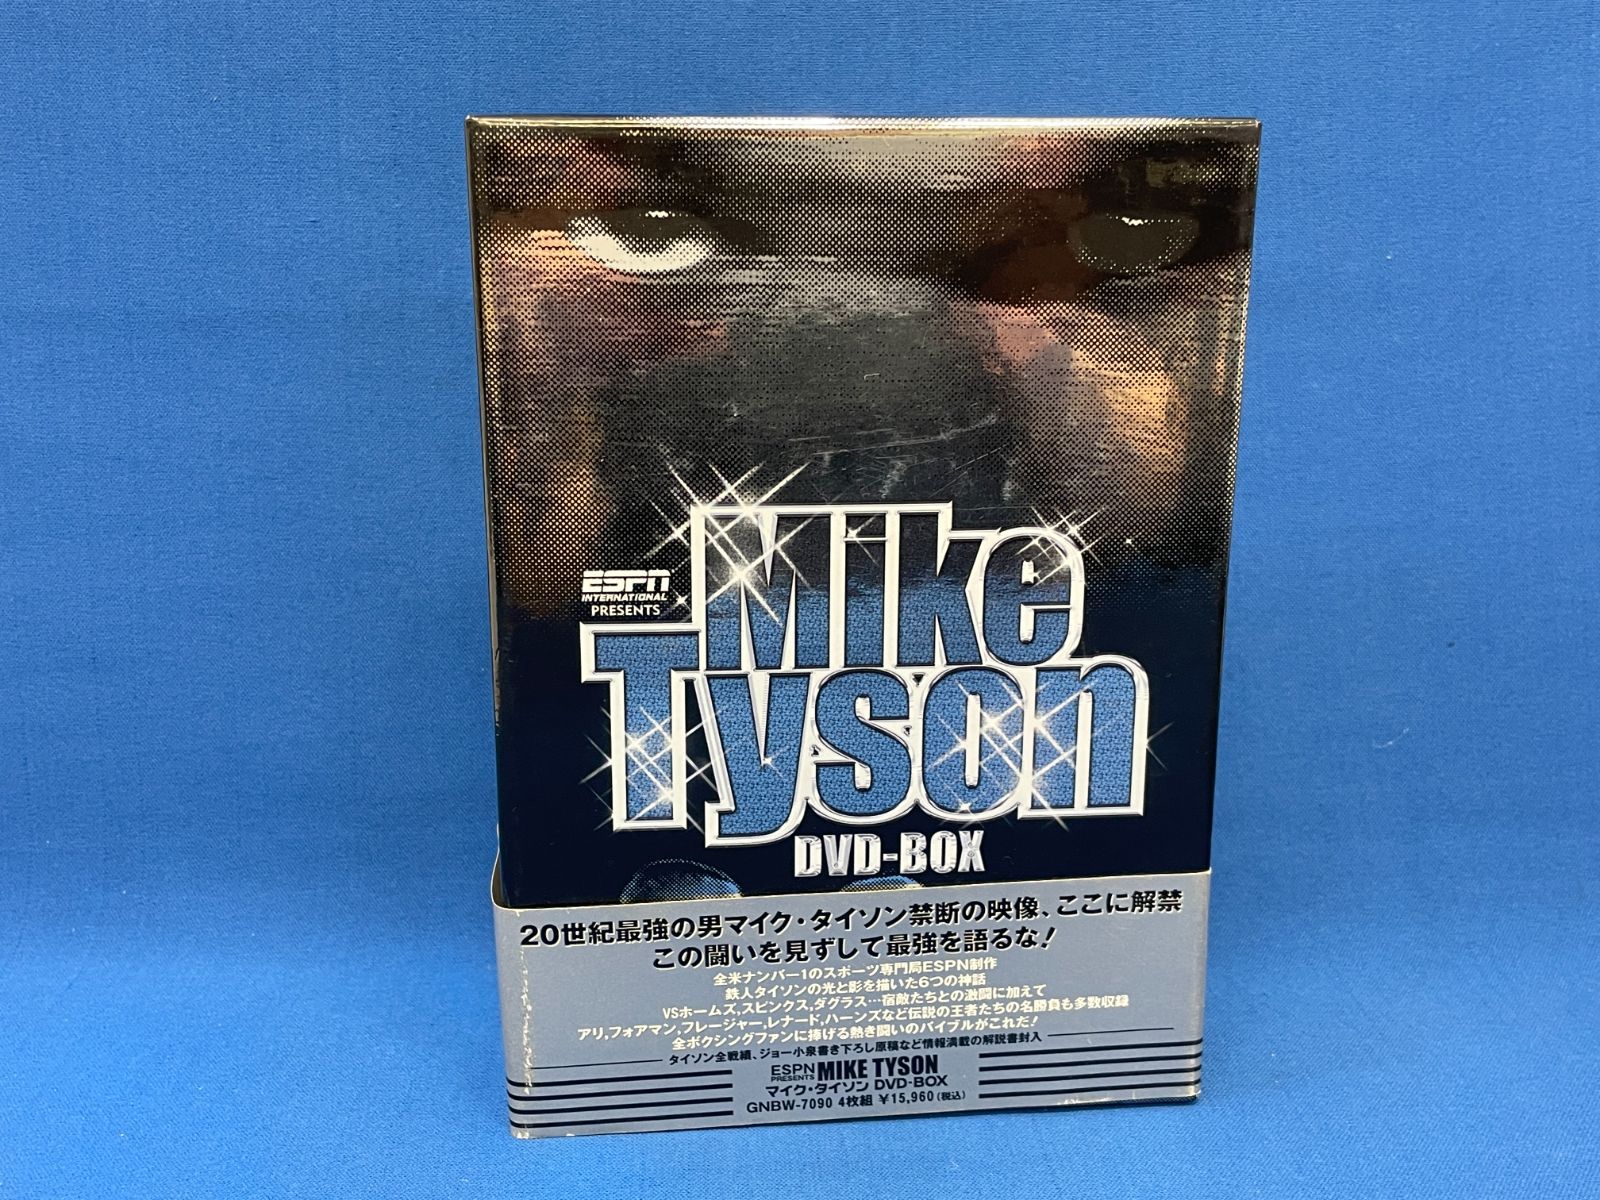 ESPN
INTERNATIONAL
PRESENTS
Mike
Tyson
DVD-BOX
20世紀最強の男マイク・タイソン禁断の映像、ここに解禁
この闘いを見ずして最強を語るな!
全米ナンバー1のスポーツ専門局ESPN制作
鉄人タイソンの光と影を描いた6つの神話
VSホームズ,スピンクス,ダグラス…宿敵たちとの激闘に加えて
アリ,フォアマン,フレージャー,レナード,ハーンズなど伝説の王者たちの名勝負も多数収録
全ボクシングファンに捧げる熱き闘いのバイブルがこれだ!
タイソン全戦績、ジョー小泉書き下ろし原稿など情報満載の解説書封入
ESPN PRESENTS MIKE TYSON
マイク・タイソン DVD-BOX
GNBW-7090 4枚組 ¥15,960(税込)